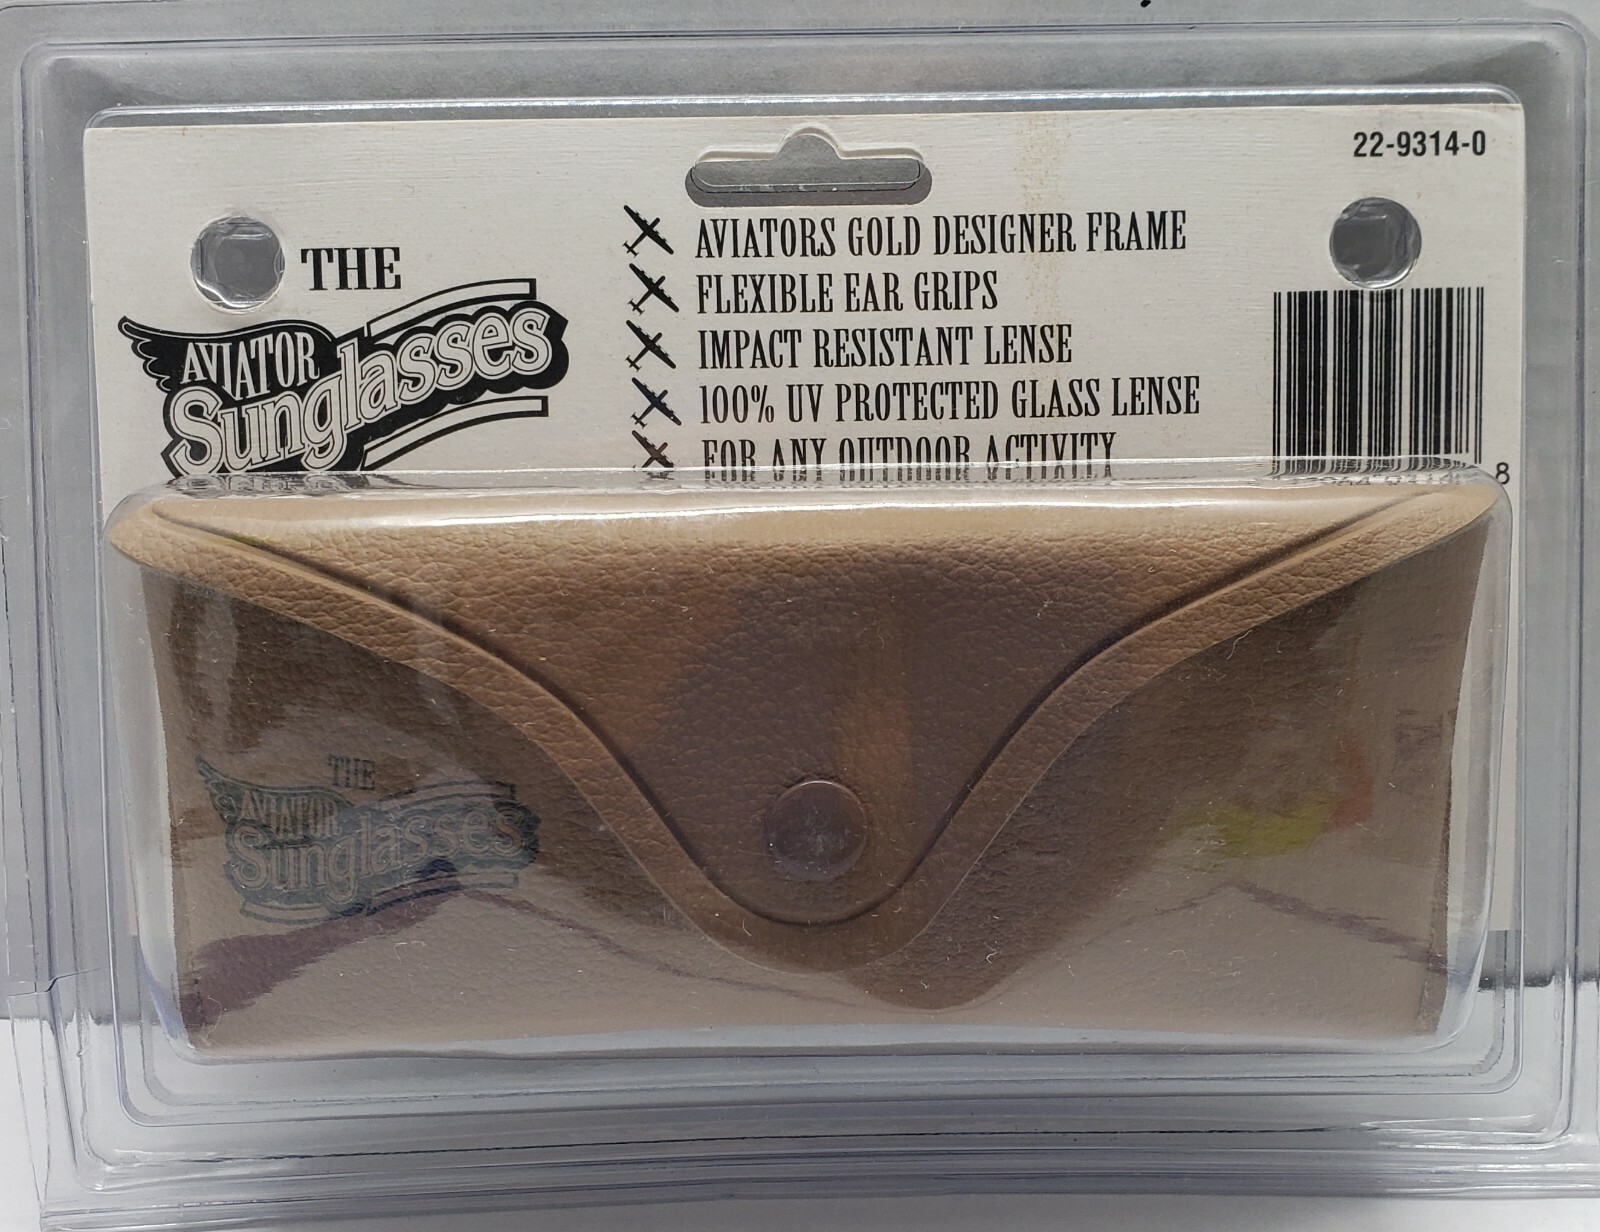 22-9314-0
THE
AVIATOR
Sunglasses
AVIATORS GOLD DESIGNER FRAME
FLEXIBLE EAR GRIPS
IMPACT RESISTANT LENSE
100% UV PROTECTED GLASS LENSE
FOR ANY OUTDOOR ACTIVITY
8
THE
AVIATOR
Sunglasses